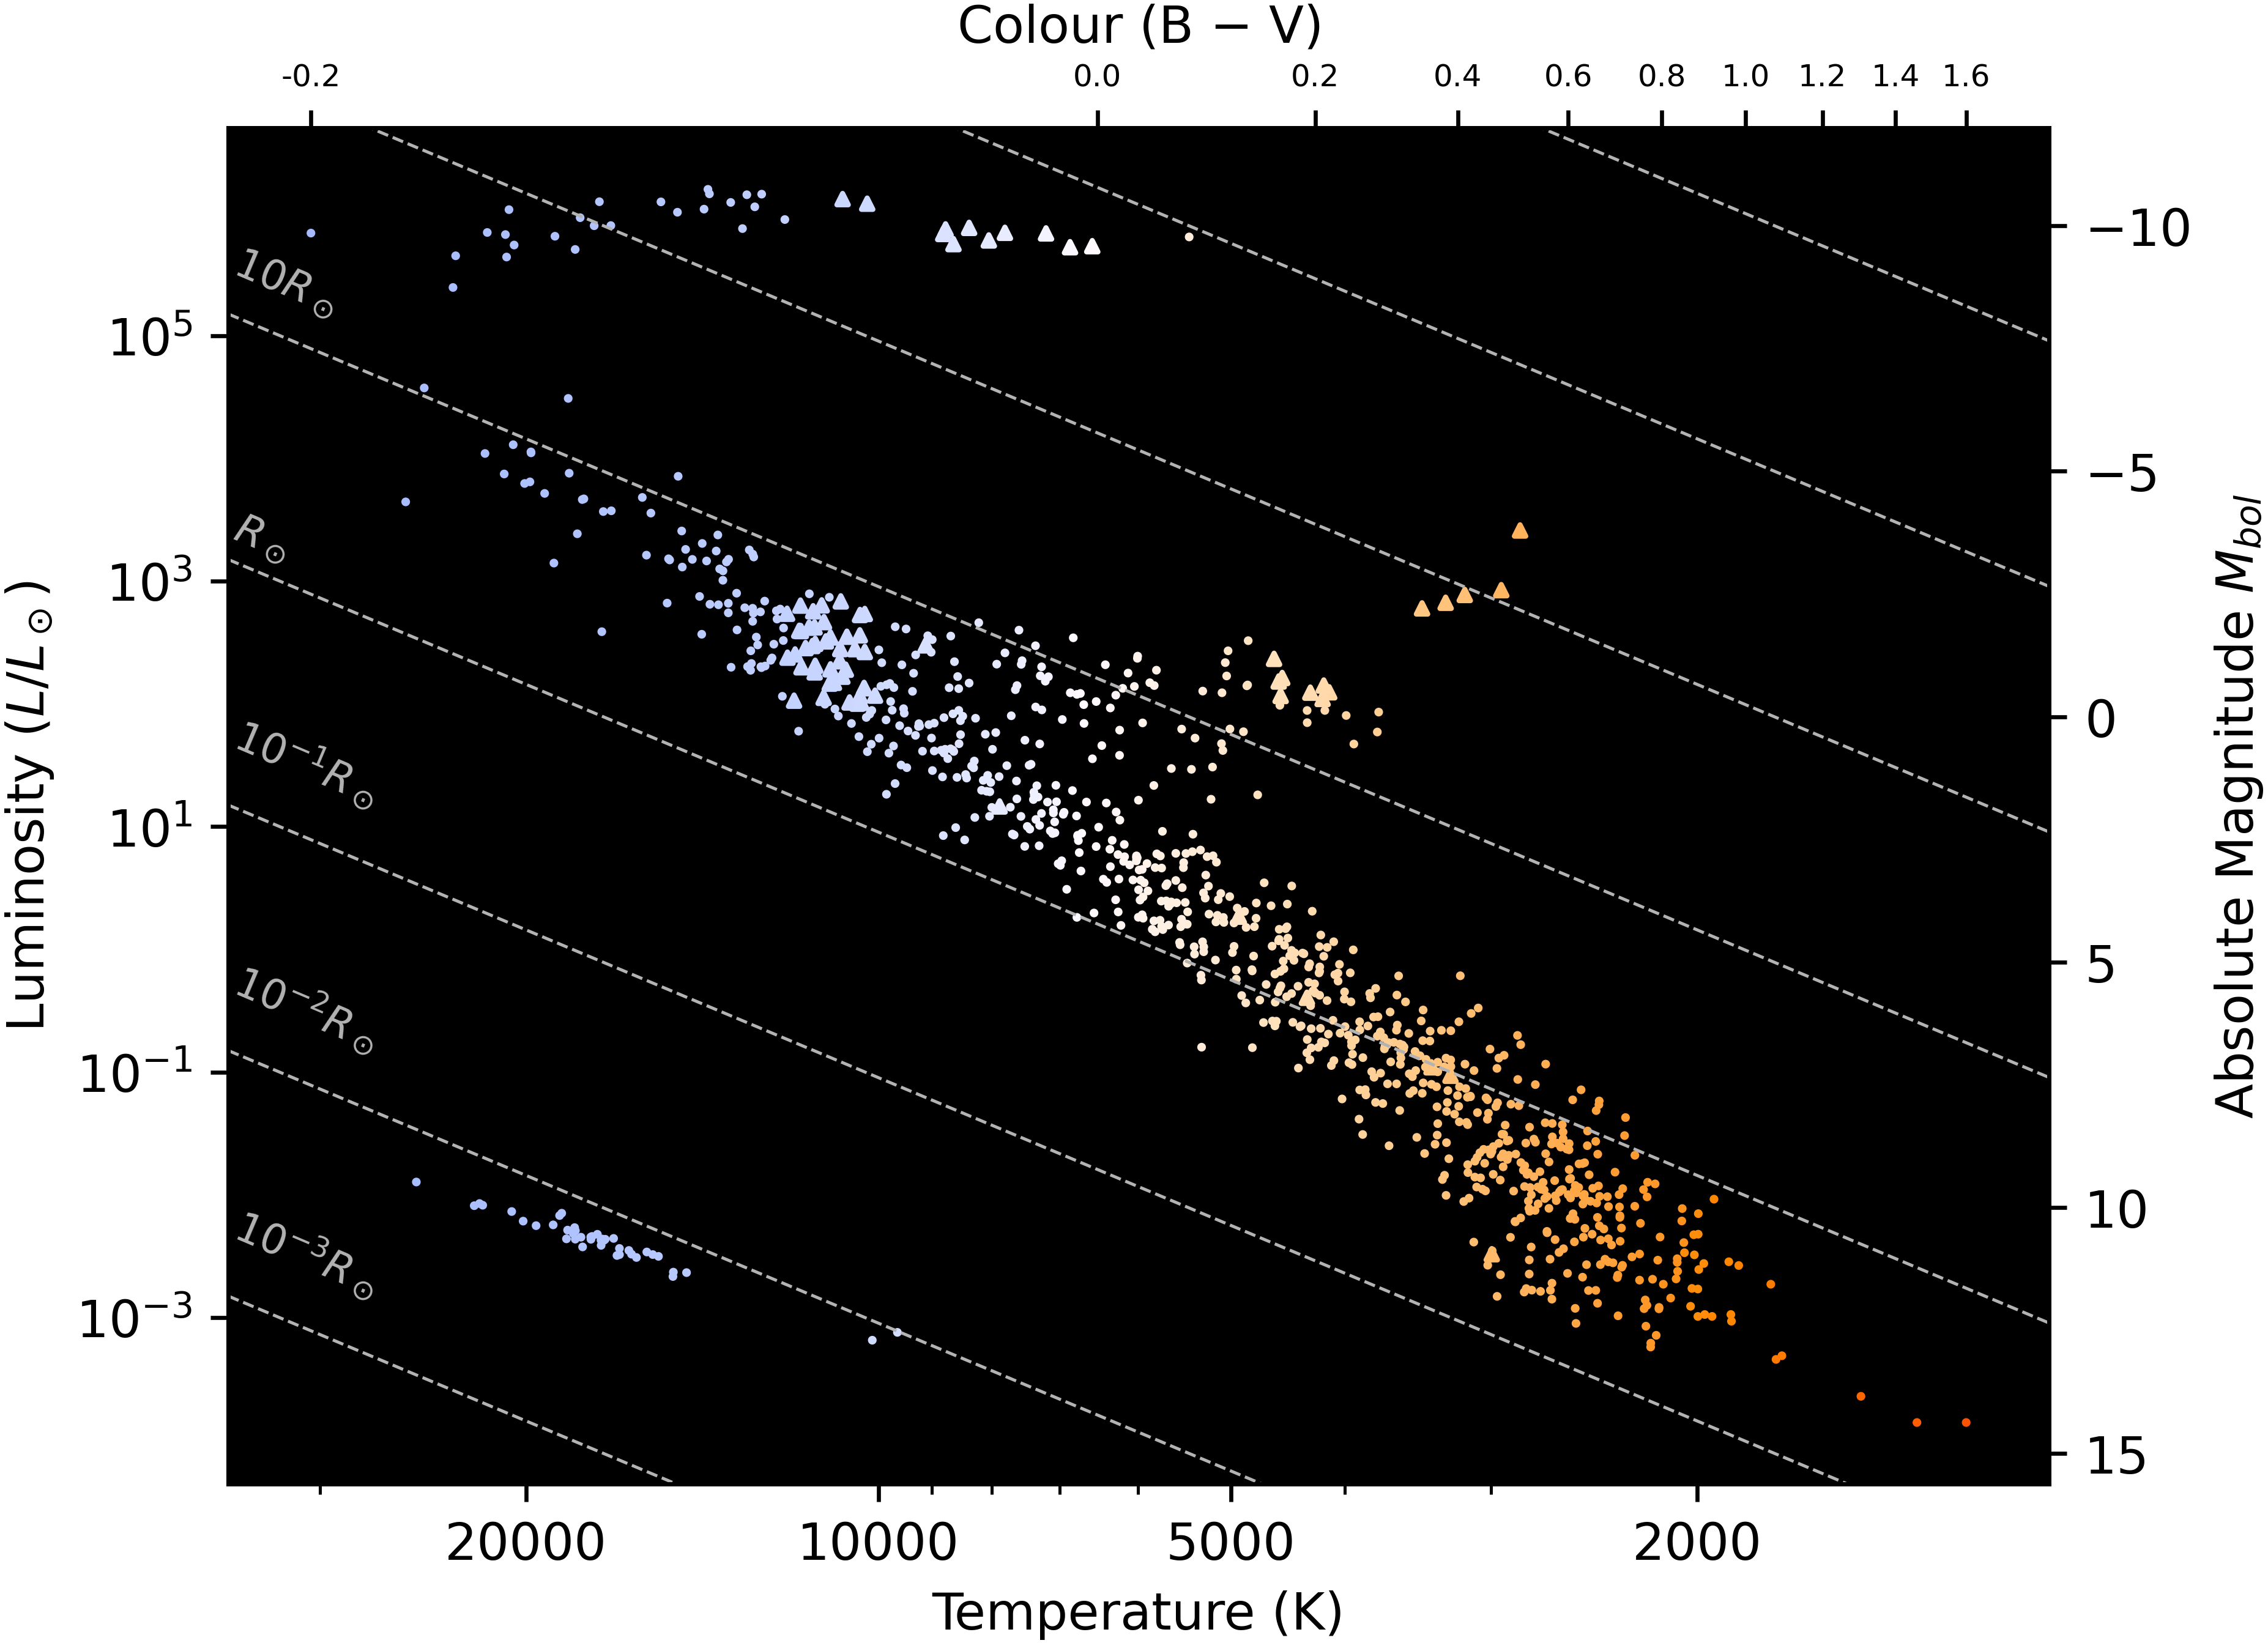 Colour (B − V)
-0.2 0.0 0.2 0.4 0.6 0.8 1.0 1.2 1.4 1.6
Luminosity (L/L☉)
10⁵
10³
10¹
10⁻¹
10⁻³
10R☉
R☉
10⁻¹R☉
10⁻²R☉
10⁻³R☉
−10
−5
0
5
10
15
Absolute Magnitude M_bol
20000 10000 5000 2000
Temperature (K)